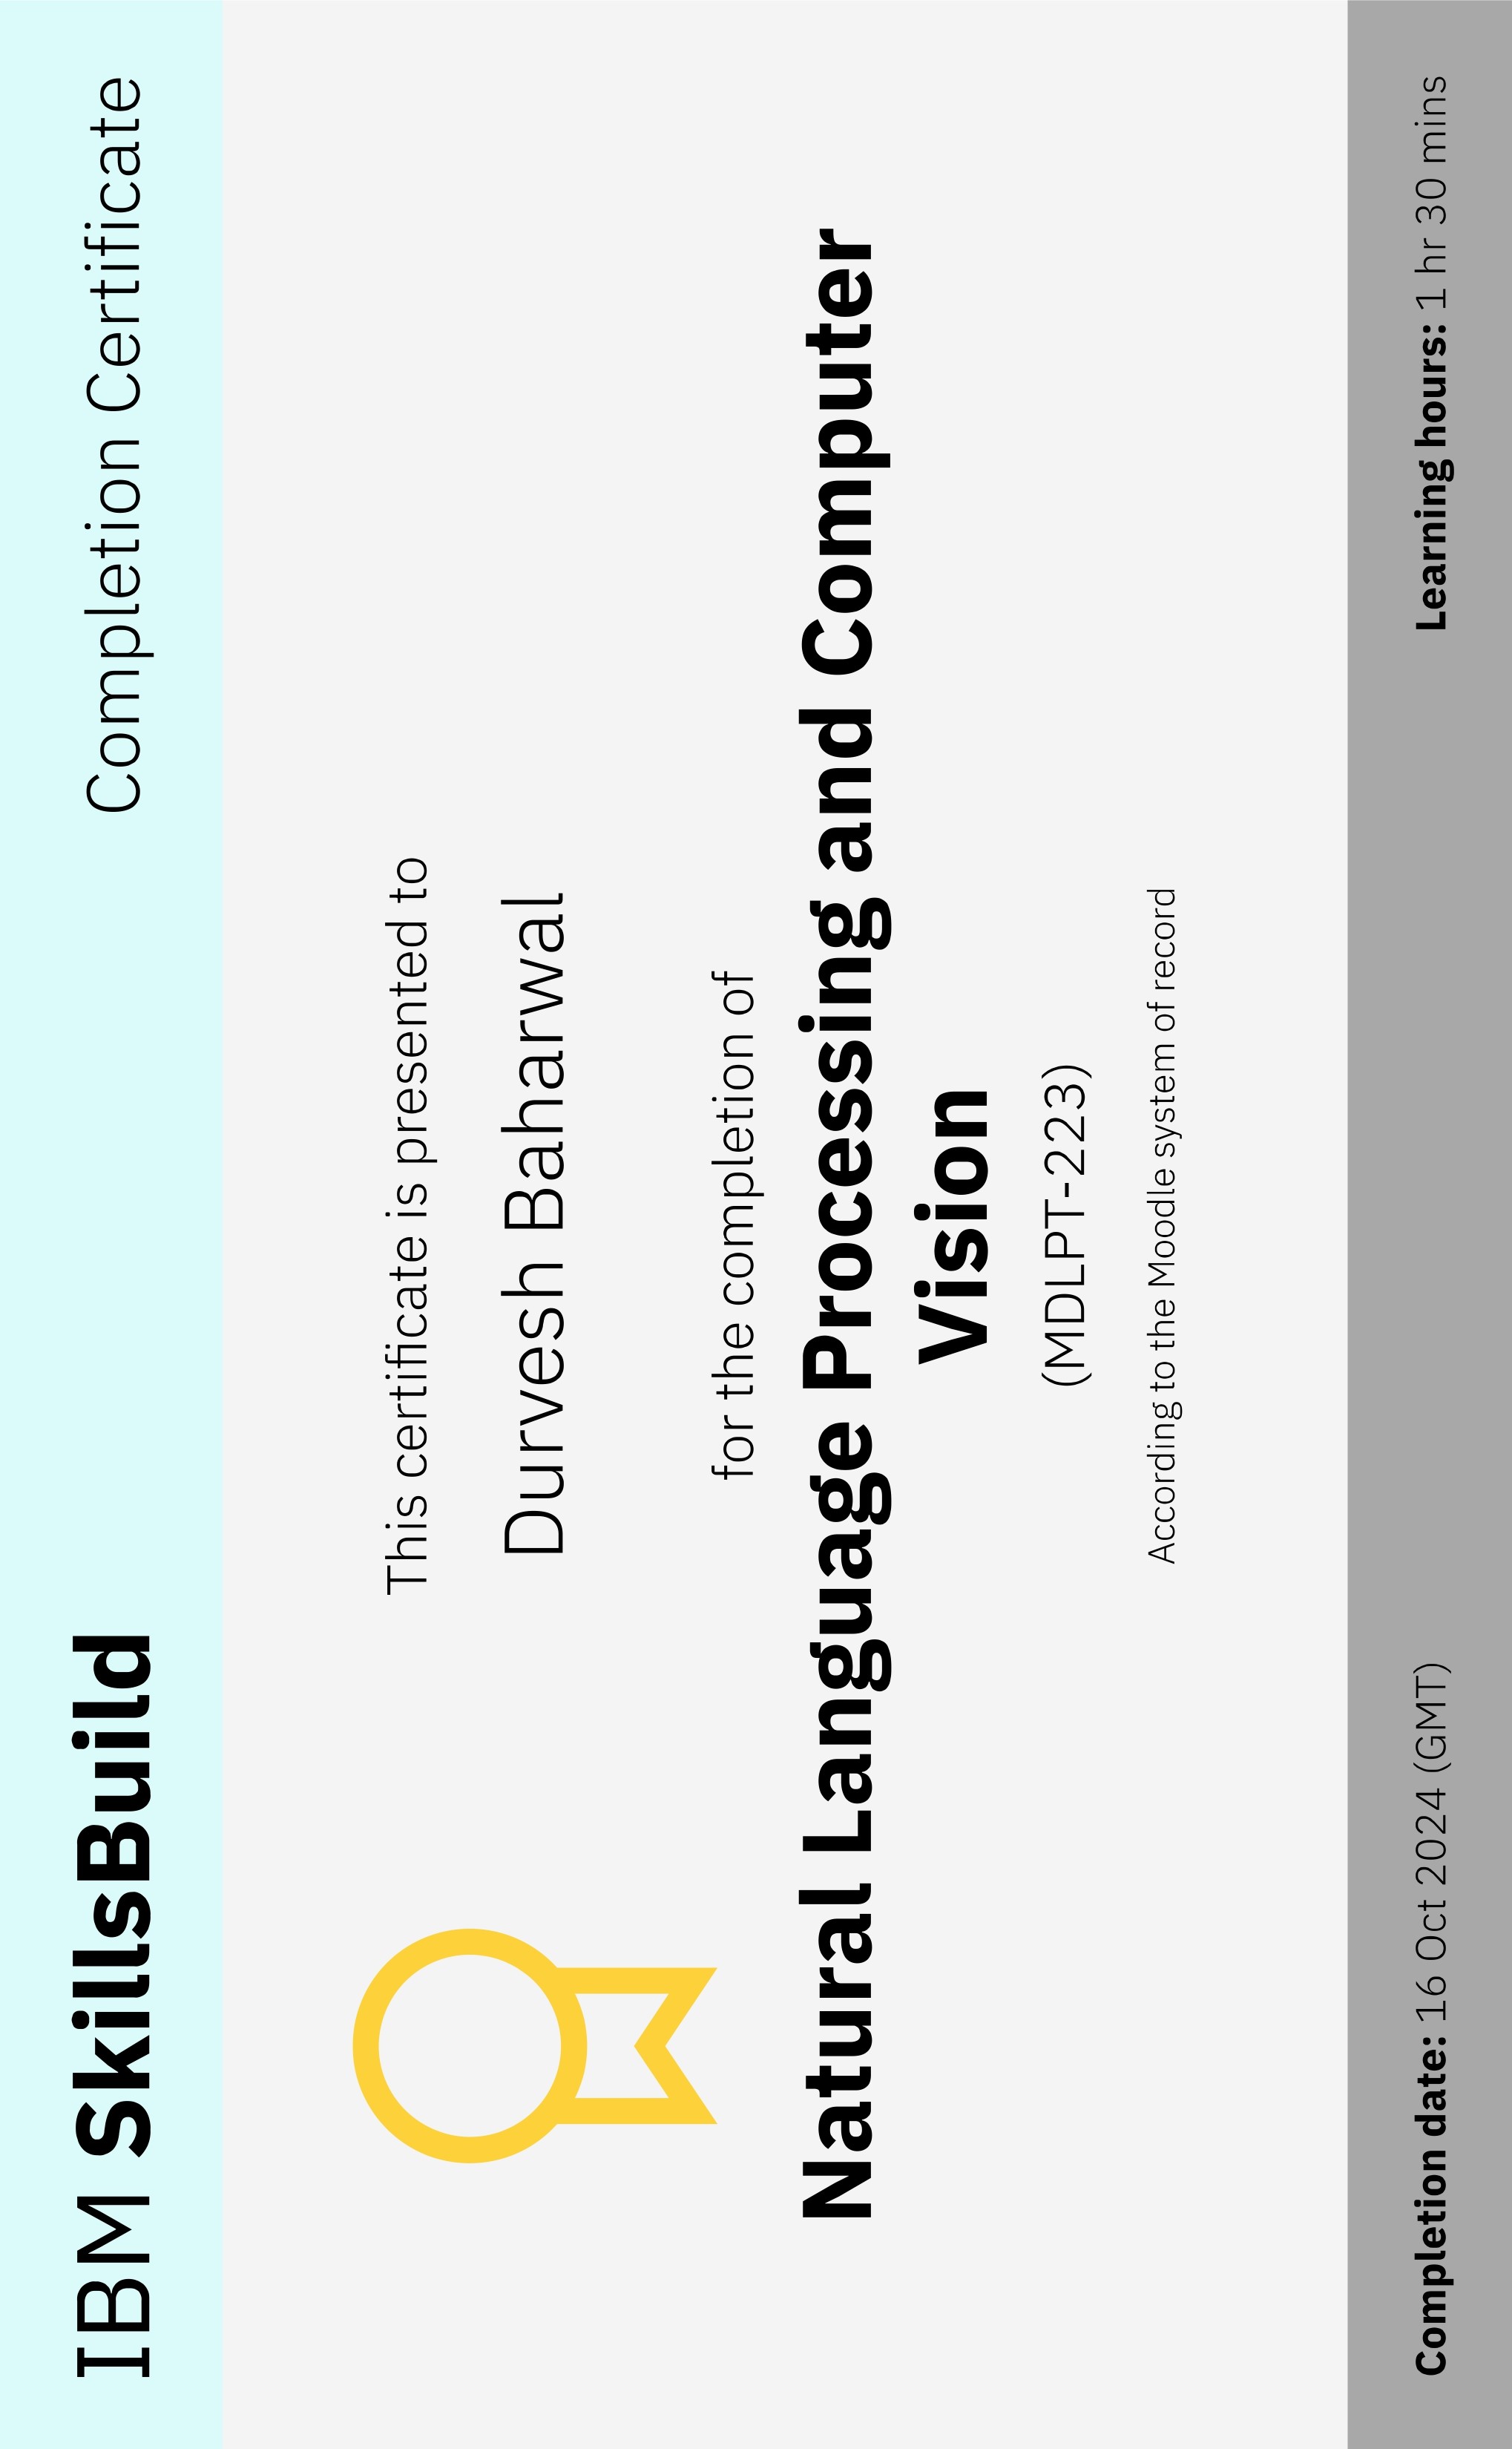 IBM SkillsBuild
Completion Certificate
This certificate is presented to
Durvesh Baharwal
for the completion of
Natural Language Processing and Computer
Vision
(MDLPT-223)
According to the Moodle system of record
Completion date: 16 Oct 2024 (GMT)
Learning hours: 1 hr 30 mins